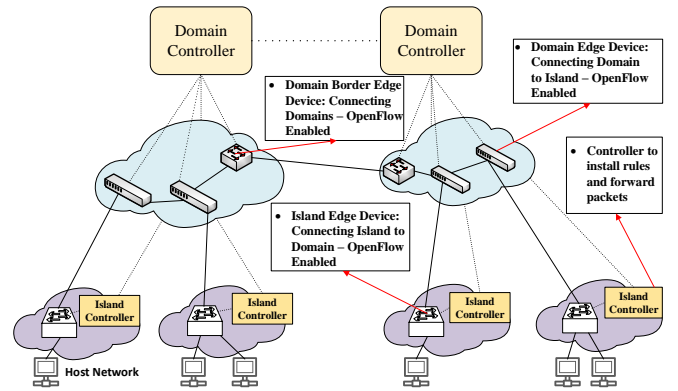 Domain
Controller
Domain
Controller
• Domain Edge Device:
Connecting Domain
to Island – OpenFlow
Enabled
• Domain Border Edge
Device: Connecting
Domains – OpenFlow
Enabled
• Controller to
install rules
and forward
packets
• Island Edge Device:
Connecting Island to
Domain – OpenFlow
Enabled
Island
Controller
Island
Controller
Island
Controller
Island
Controller
Host Network